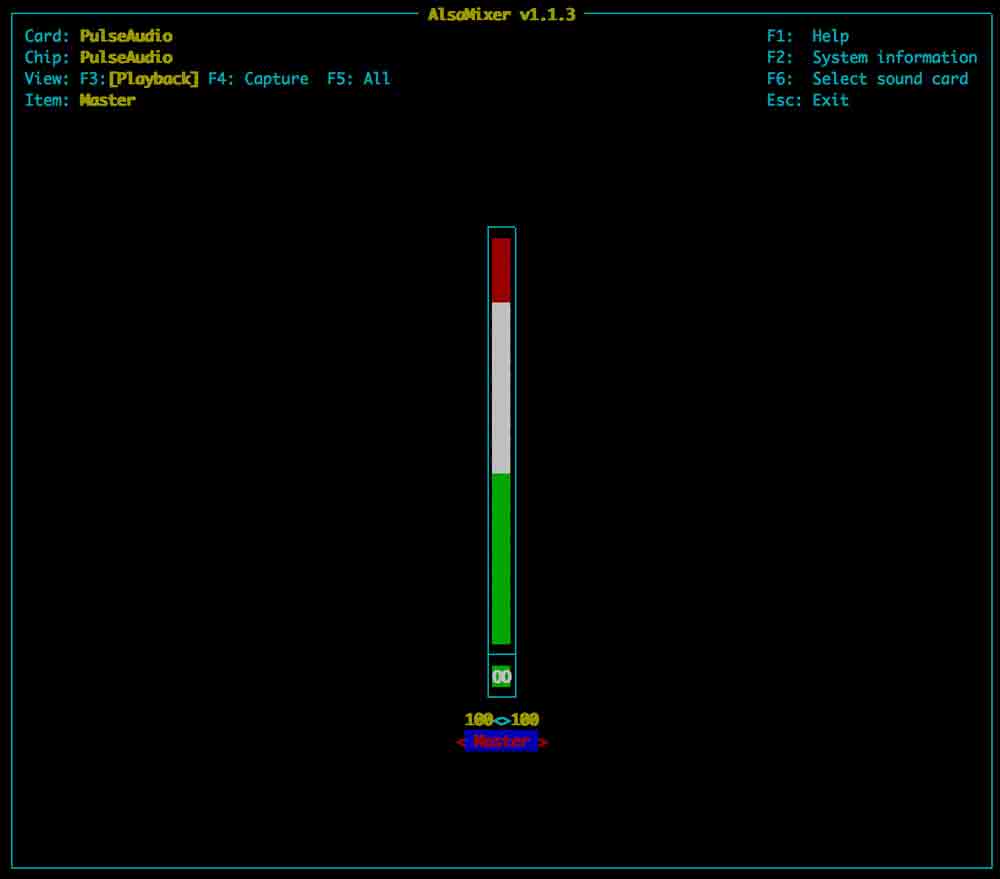 AlsaMixer v1.1.3
Card: PulseAudio
Chip: PulseAudio
View: F3:[Playback] F4: Capture  F5: All
Item: Master
F1:  Help
F2:  System information
F6:  Select sound card
Esc: Exit
OO
100<>100
< Master >